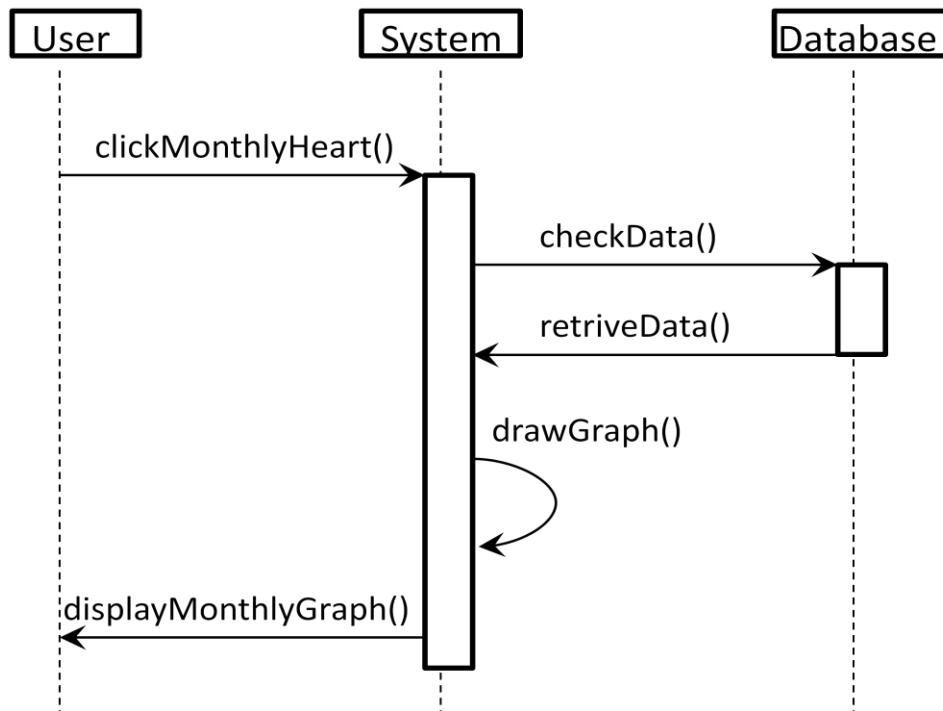 User
System
Database
clickMonthlyHeart()
checkData()
retriveData()
drawGraph()
displayMonthlyGraph()